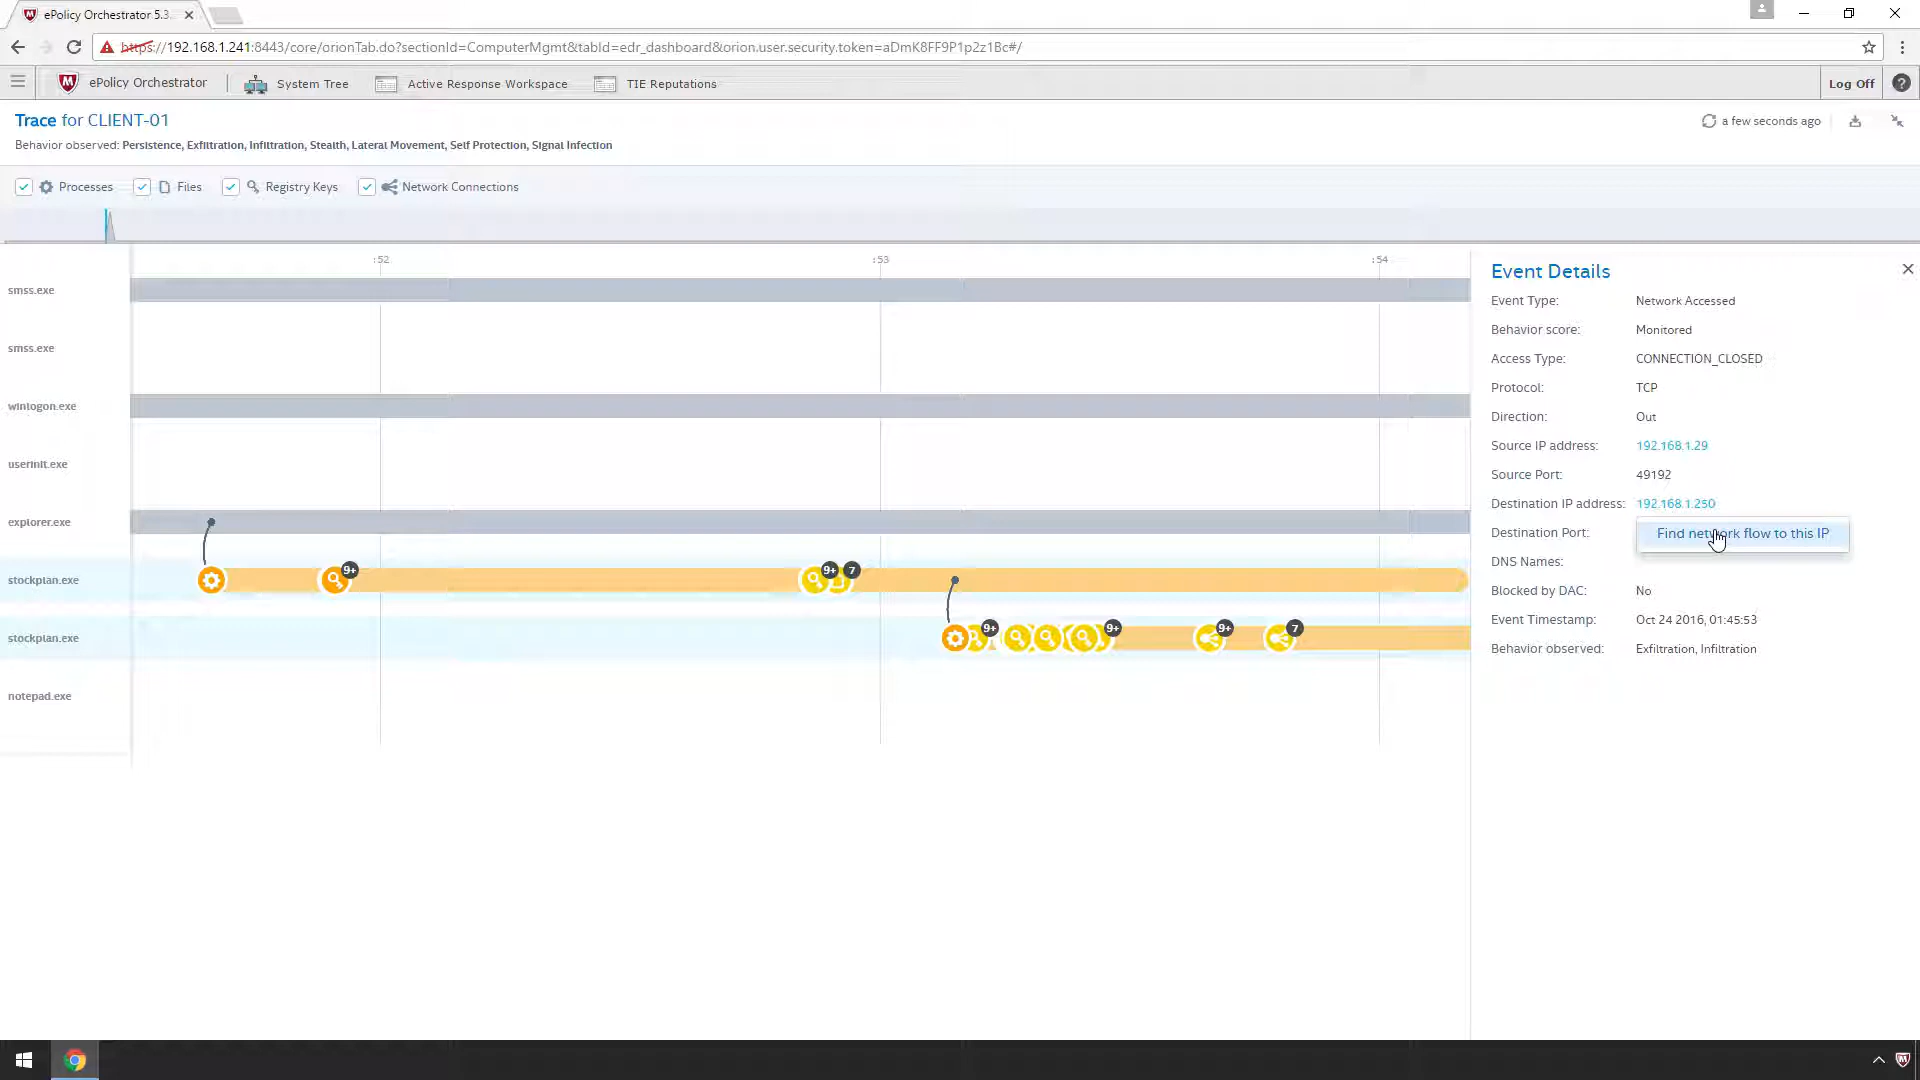 ePolicy Orchestrator 5.3.
https://192.168.1.241:8443/core/orionTab.do?sectionId=ComputerMgmt&tabId=edr_dashboard&orion.user.security.token=aDmK8FF9P1p2z1Bc#/
ePolicy Orchestrator
System Tree
Active Response Workspace
TIE Reputations
Log Off
?
Trace for CLIENT-01
a few seconds ago
Behavior observed: Persistence, Exfiltration, Infiltration, Stealth, Lateral Movement, Self Protection, Signal Infection
Processes
Files
Registry Keys
Network Connections
:52
:53
:54
smss.exe
smss.exe
winlogon.exe
userinit.exe
explorer.exe
stockplan.exe
9+
9+
7
stockplan.exe
9+
9+
9+
7
notepad.exe
Event Details
Event Type: Network Accessed
Behavior score: Monitored
Access Type: CONNECTION_CLOSED
Protocol: TCP
Direction: Out
Source IP address: 192.168.1.29
Source Port: 49192
Destination IP address: 192.168.1.250
Destination Port:
Find network flow to this IP
DNS Names:
Blocked by DAC: No
Event Timestamp: Oct 24 2016, 01:45:53
Behavior observed: Exfiltration, Infiltration